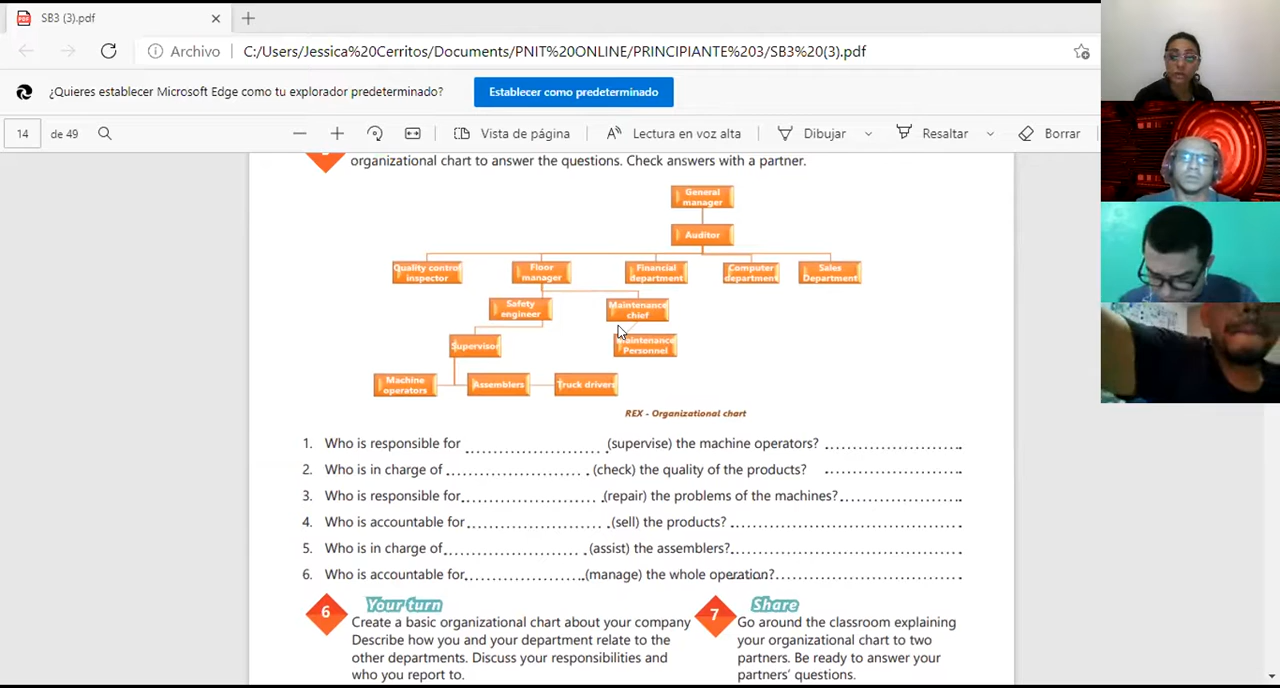 SB3 (3).pdf
Archivo
C:/Users/Jessica%20Cerritos/Documents/PNIT%20ONLINE/PRINCIPIANTE%203/SB3%20(3).pdf
¿Quieres establecer Microsoft Edge como tu explorador predeterminado?
Establecer como predeterminado
14 de 49
Vista de página
Lectura en voz alta
Dibujar
Resaltar
Borrar
organizational chart to answer the questions. Check answers with a partner.
General manager
Auditor
Quality control inspector
Floor manager
Financial department
Computer department
Sales Department
Safety engineer
Maintenance chief
Supervisor
Maintenance Personnel
Machine operators
Assemblers
Truck drivers
REX - Organizational chart
1. Who is responsible for ........................ (supervise) the machine operators? ........................
2. Who is in charge of ........................ (check) the quality of the products? ........................
3. Who is responsible for ........................ (repair) the problems of the machines? ........................
4. Who is accountable for ........................ (sell) the products? ........................
5. Who is in charge of ........................ (assist) the assemblers? ........................
6. Who is accountable for ........................ (manage) the whole operation? ........................
6 Your turn
Create a basic organizational chart about your company
Describe how you and your department relate to the
other departments. Discuss your responsibilities and
who you report to.
7 Share
Go around the classroom explaining
your organizational chart to two
partners. Be ready to answer your
partners' questions.